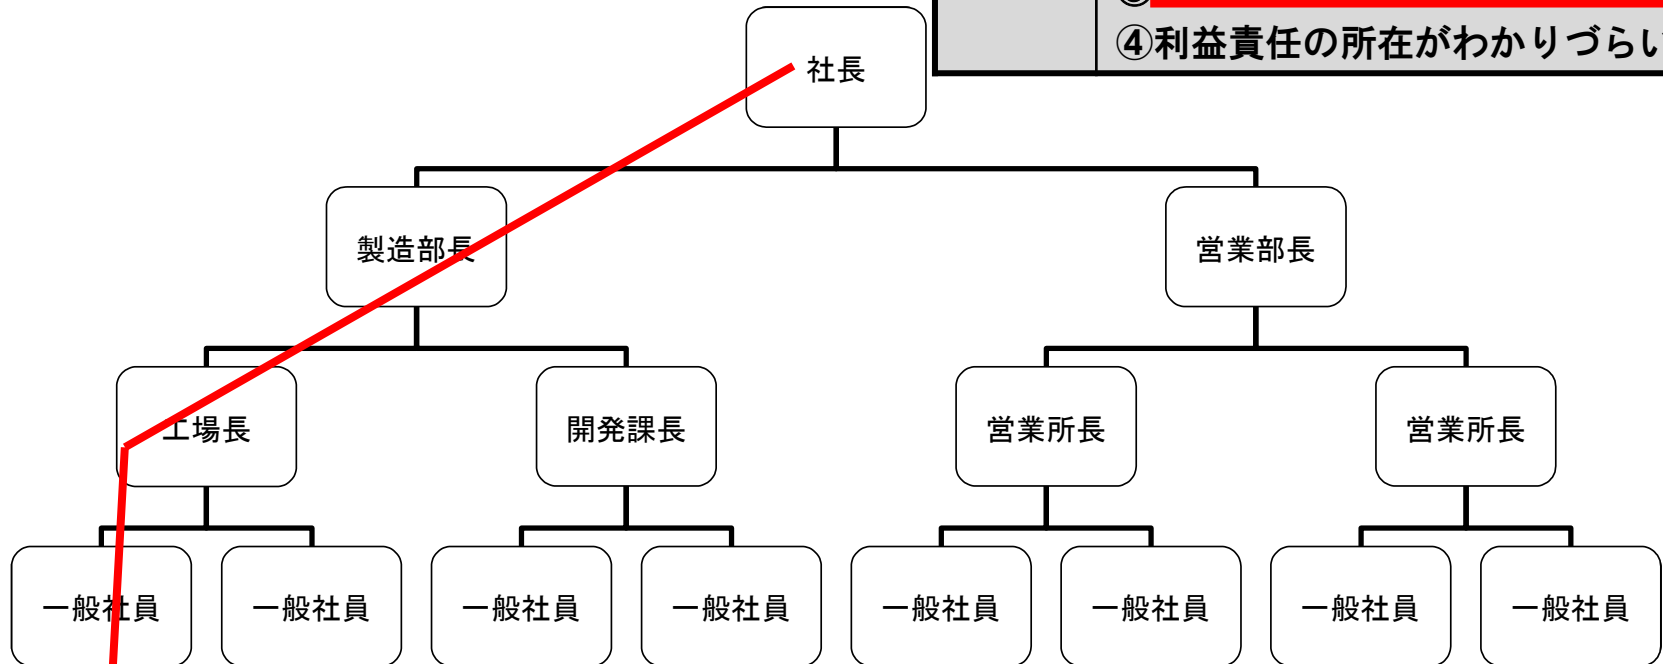 ③
④利益責任の所在がわかりづらい
社長
製造部長
営業部長
工場長
開発課長
営業所長
営業所長
一般社員
一般社員
一般社員
一般社員
一般社員
一般社員
一般社員
一般社員